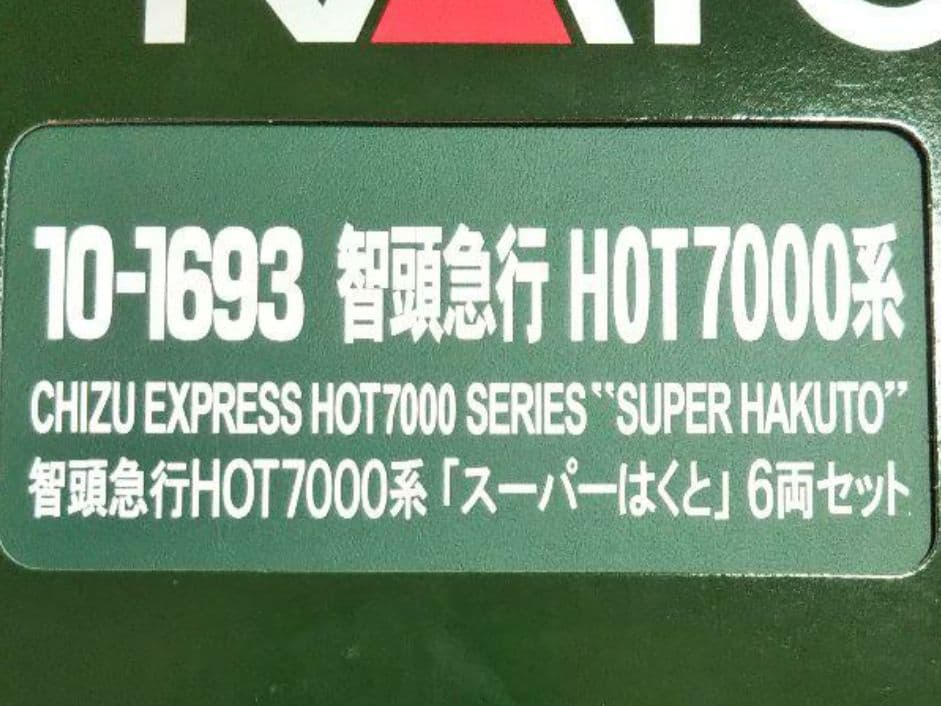 KATO
10-1693 智頭急行 HOT7000系
CHIZU EXPRESS HOT7000 SERIES “SUPER HAKUTO”
智頭急行HOT7000系「スーパーはくと」6両セット